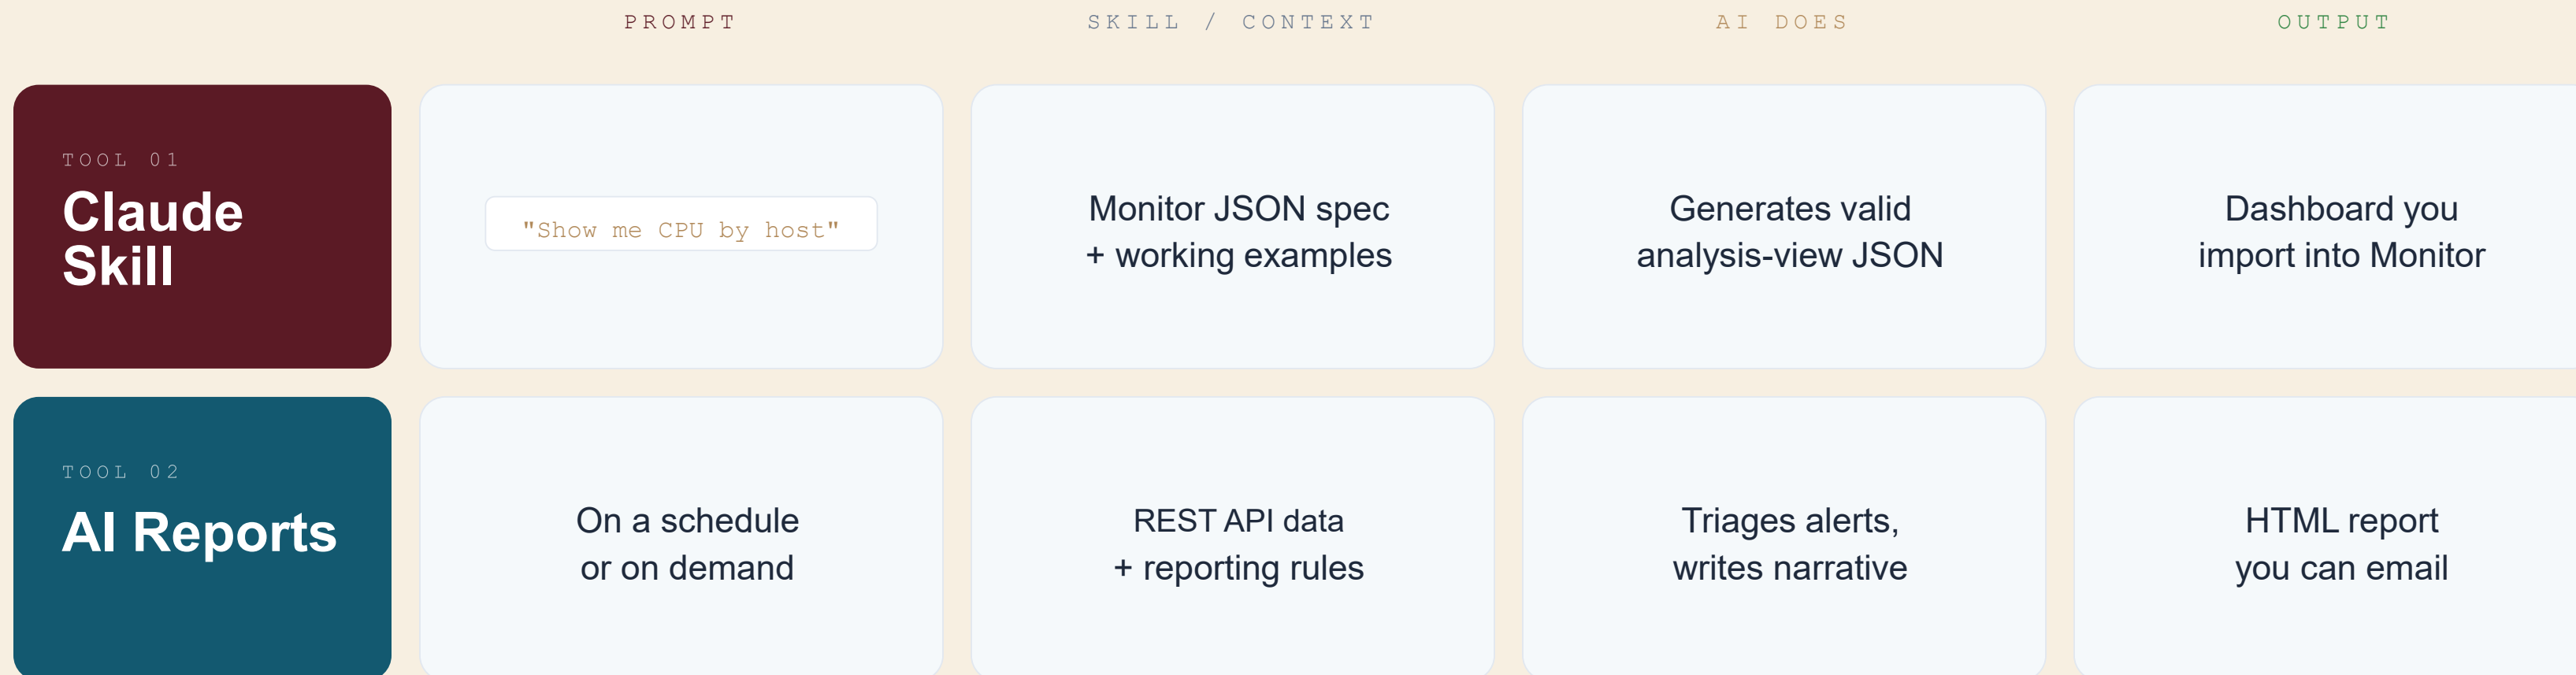 PROMPT
SKILL / CONTEXT
AI DOES
OUTPUT
TOOL 01
Claude
Skill
"Show me CPU by host"
Monitor JSON spec
+ working examples
Generates valid
analysis-view JSON
Dashboard you
import into Monitor
TOOL 02
AI Reports
On a schedule
or on demand
REST API data
+ reporting rules
Triages alerts,
writes narrative
HTML report
you can email